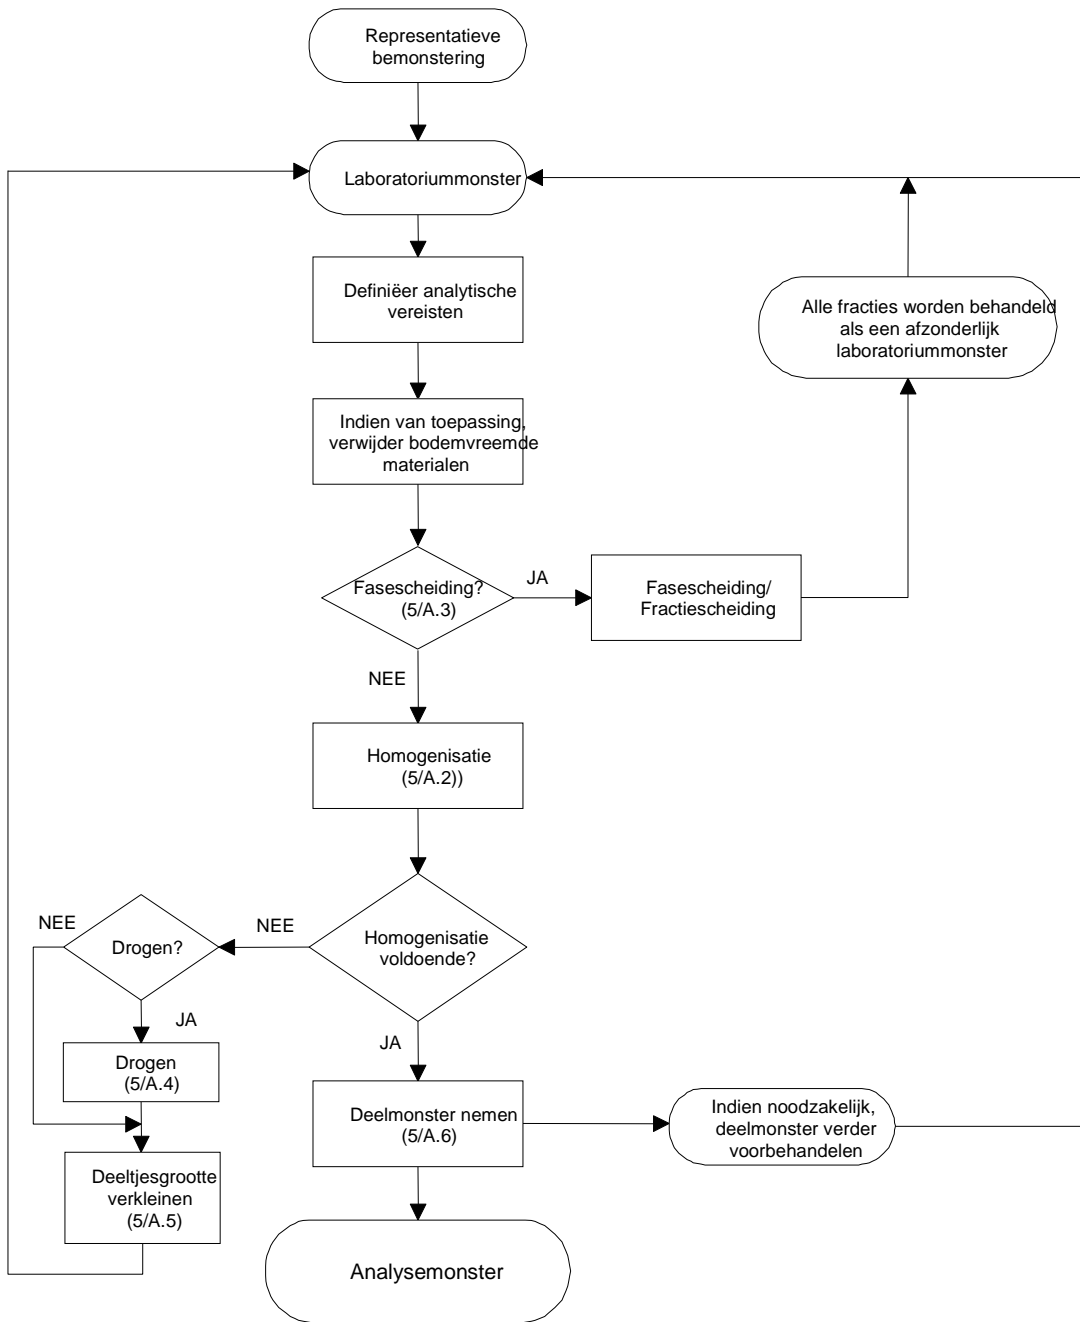 Representatieve
bemonstering
Laboratoriummonster
Definiëer analytische
vereisten
Alle fracties worden behandeld
als een afzonderlijk
laboratoriummonster
Indien van toepassing,
verwijder bodemvreemde
materialen
Fasescheiding?
(5/A.3)
JA
Fasescheiding/
Fractiescheiding
NEE
Homogenisatie
(5/A.2))
Homogenisatie
voldoende?
NEE
Drogen?
NEE
JA
Drogen
(5/A.4)
Deeltjesgrootte
verkleinen
(5/A.5)
JA
Deelmonster nemen
(5/A.6)
Indien noodzakelijk,
deelmonster verder
voorbehandelen
Analysemonster